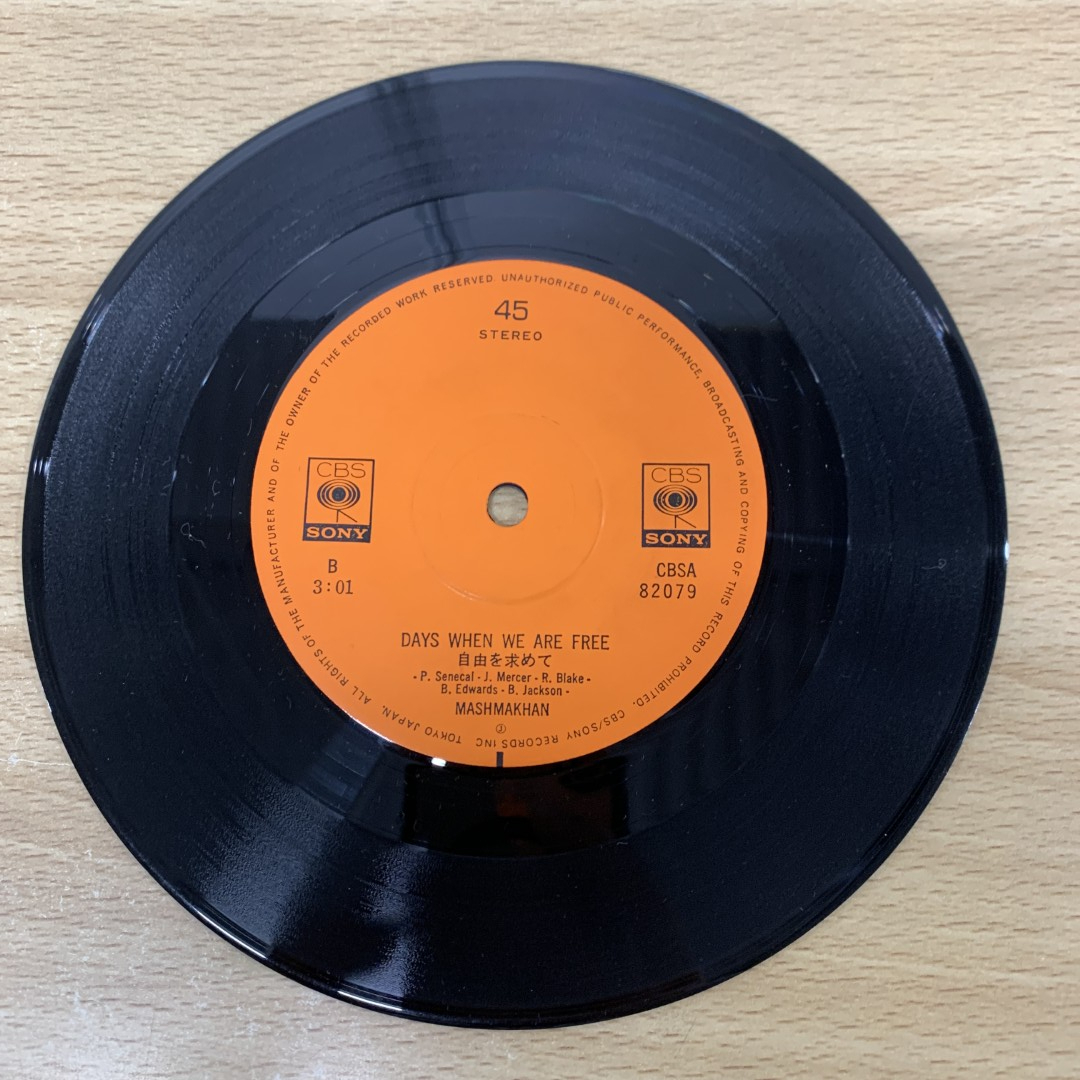 ALL RIGHTS OF THE MANUFACTURER AND OF THE OWNER OF THE RECORDED WORK RESERVED. UNAUTHORIZED PUBLIC PERFORMANCE, BROADCASTING AND COPYING OF THIS RECORD PROHIBITED. CBS/SONY RECORDS INC. TOKYO JAPAN.
45
STEREO
CBS
SONY
B
3:01
CBS
SONY
CBSA
82079
DAYS WHEN WE ARE FREE
自由を求めて
- P. Senecal - J. Mercer - R. Blake -
B. Edwards - B. Jackson -
MASHMAKHAN
Ⓙ